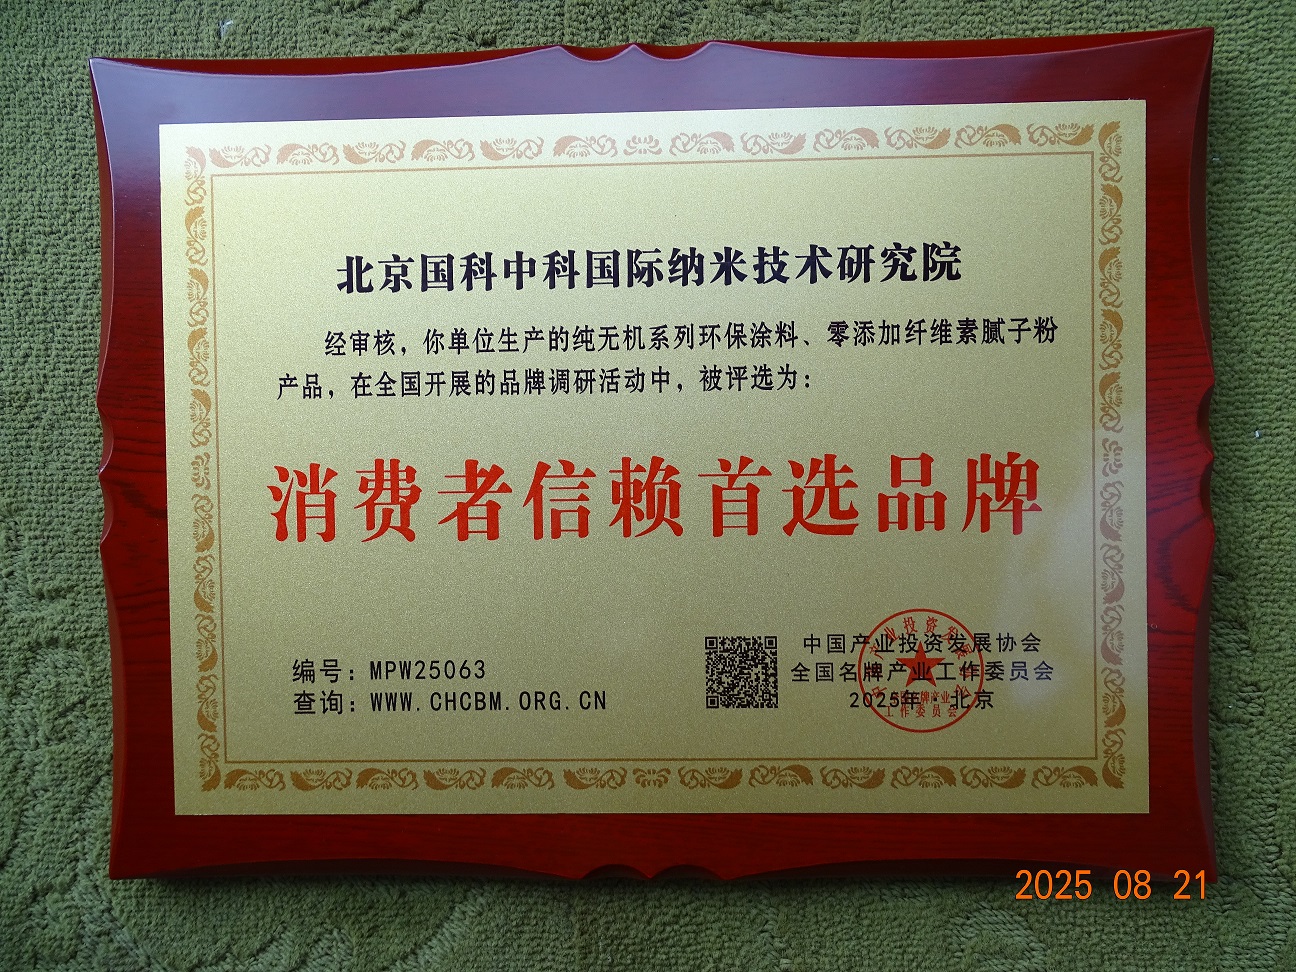 北京国科中科国际纳米技术研究院
经审核，你单位生产的纯无机系列环保涂料、零添加纤维素腻子粉
产品，在全国开展的品牌调研活动中，被评选为：
消费者信赖首选品牌
编号：MPW25063
查询：WWW.CHCBM.ORG.CN
中国产业投资发展协会
全国名牌产业工作委员会
2025年·北京
工作委员会
2025 08 21